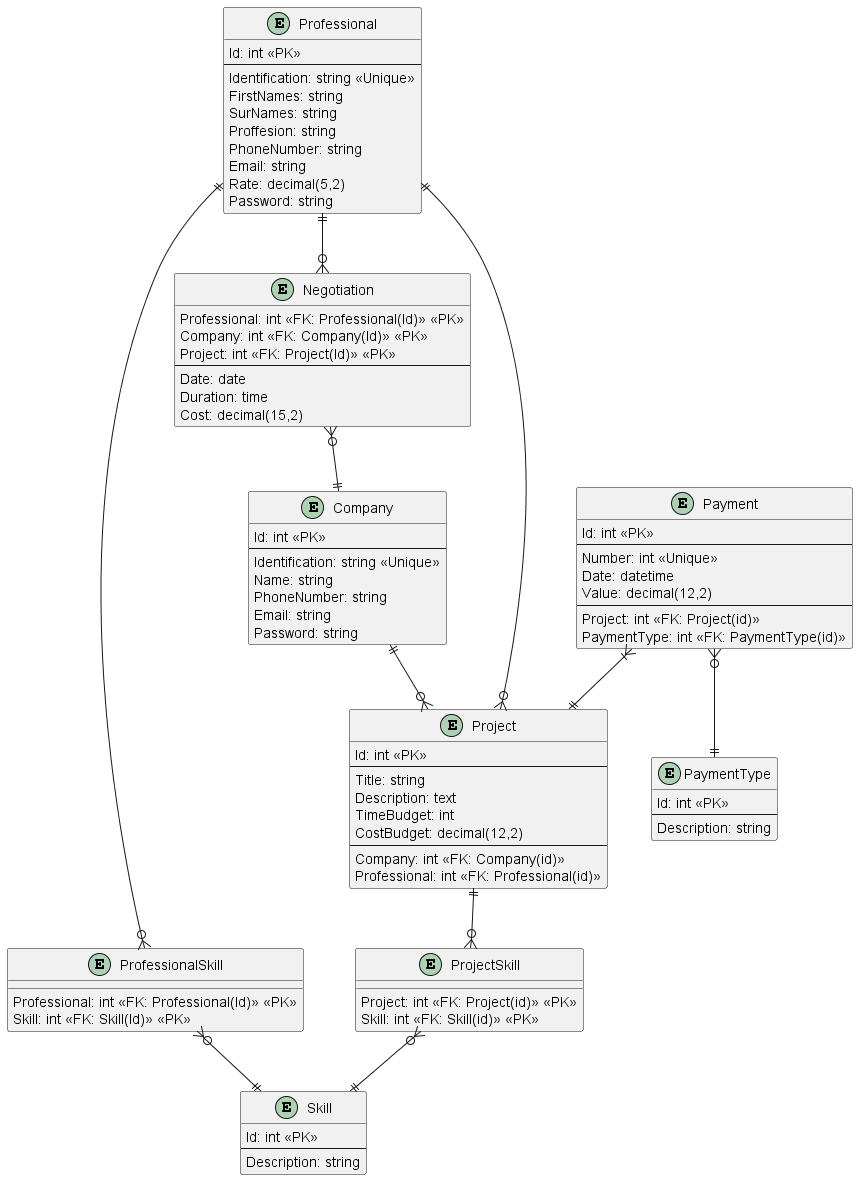 E Professional
Id: int «PK»
Identification: string «Unique»
FirstNames: string
SurNames: string
Proffesion: string
PhoneNumber: string
Email: string
Rate: decimal(5,2)
Password: string
E Negotiation
Professional: int «FK: Professional(Id)» «PK»
Company: int «FK: Company(Id)» «PK»
Project: int «FK: Project(Id)» «PK»
Date: date
Duration: time
Cost: decimal(15,2)
E Company
Id: int «PK»
Identification: string «Unique»
Name: string
PhoneNumber: string
Email: string
Password: string
E Payment
Id: int «PK»
Number: int «Unique»
Date: datetime
Value: decimal(12,2)
Project: int «FK: Project(id)»
PaymentType: int «FK: PaymentType(id)»
E Project
Id: int «PK»
Title: string
Description: text
TimeBudget: int
CostBudget: decimal(12,2)
Company: int «FK: Company(id)»
Professional: int «FK: Professional(id)»
E PaymentType
Id: int «PK»
Description: string
E ProfessionalSkill
Professional: int «FK: Professional(Id)» «PK»
Skill: int «FK: Skill(Id)» «PK»
E ProjectSkill
Project: int «FK: Project(id)» «PK»
Skill: int «FK: Skill(id)» «PK»
E Skill
Id: int «PK»
Description: string